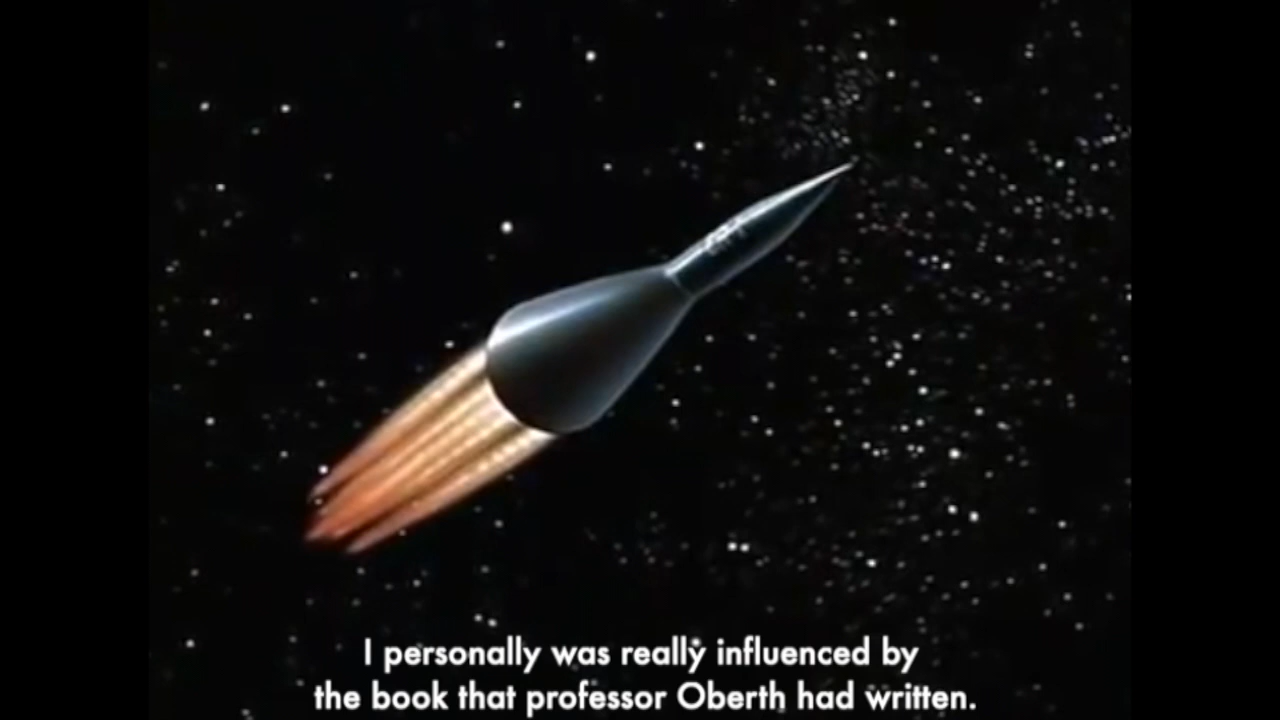 I personally was really influenced by
the book that professor Oberth had written.